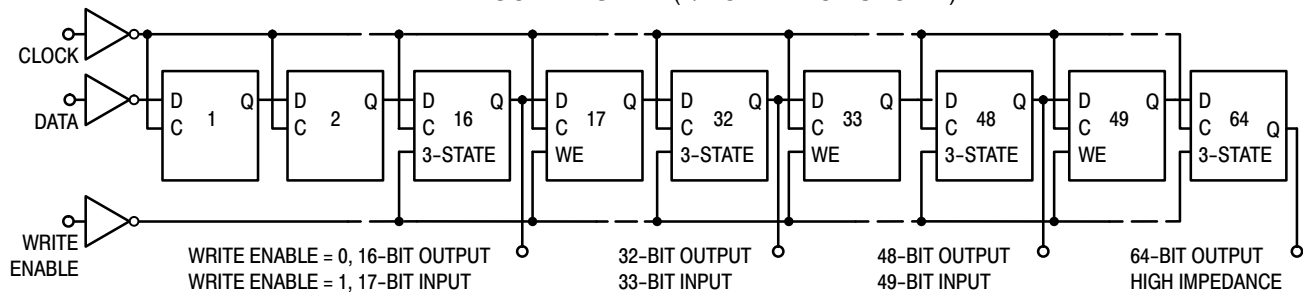 CLOCK
DATA
D Q
C
1
D Q
C
2
D Q
C
16
3-STATE
D Q
C
17
WE
D Q
C
32
3-STATE
D Q
C
33
WE
D Q
C
48
3-STATE
D Q
C
49
WE
D
C
64
Q
3-STATE
WRITE
ENABLE
WRITE ENABLE = 0, 16-BIT OUTPUT
WRITE ENABLE = 1, 17-BIT INPUT
32-BIT OUTPUT
33-BIT INPUT
48-BIT OUTPUT
49-BIT INPUT
64-BIT OUTPUT
HIGH IMPEDANCE